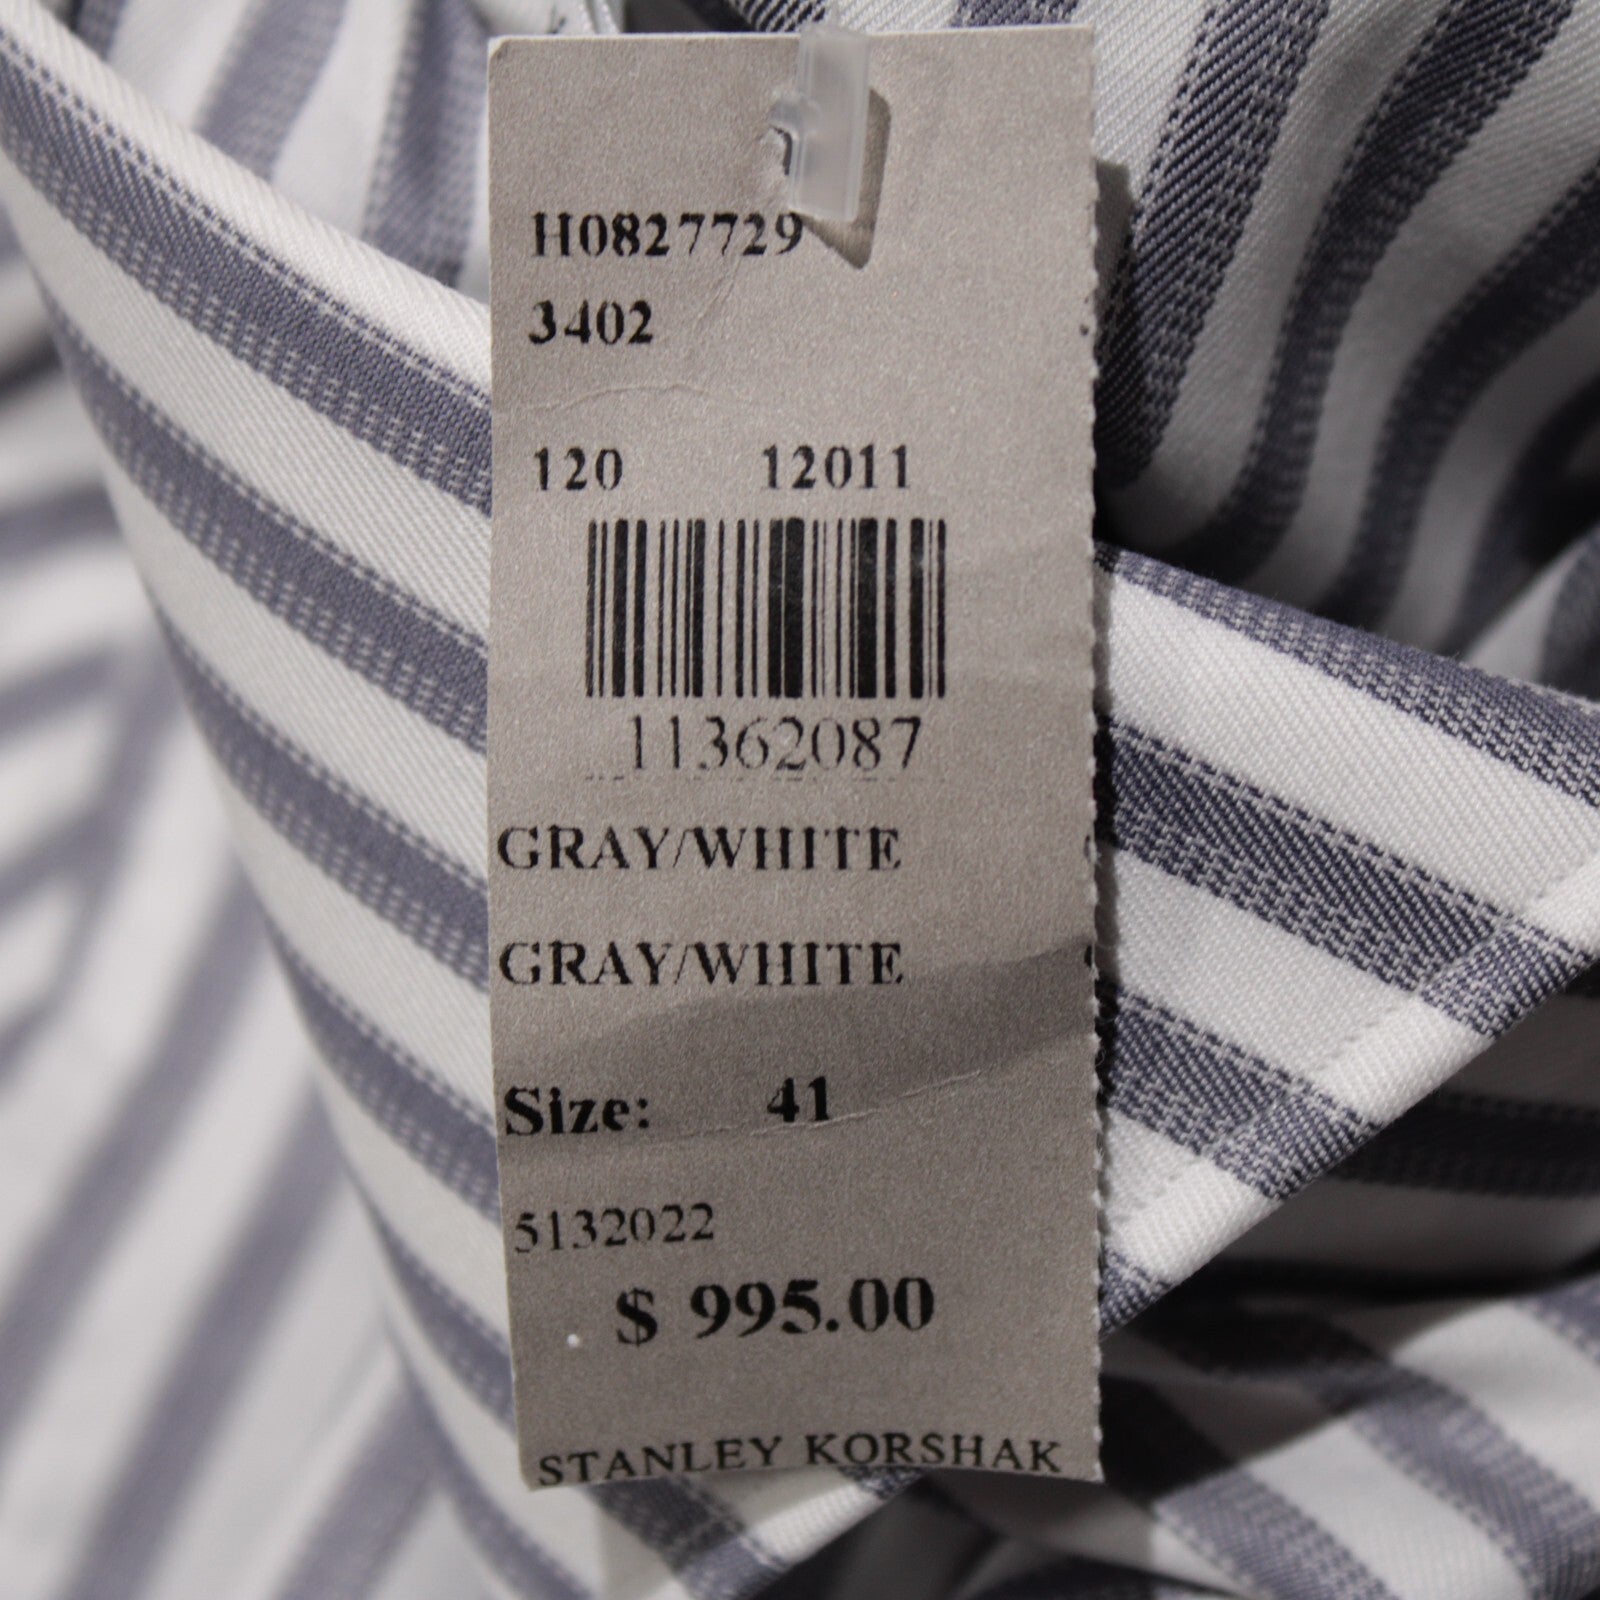 H0827729
3402
120 12011
11362087
GRAY/WHITE
GRAY/WHITE
Size: 41
5132022
$ 995.00
STANLEY KORSHAK